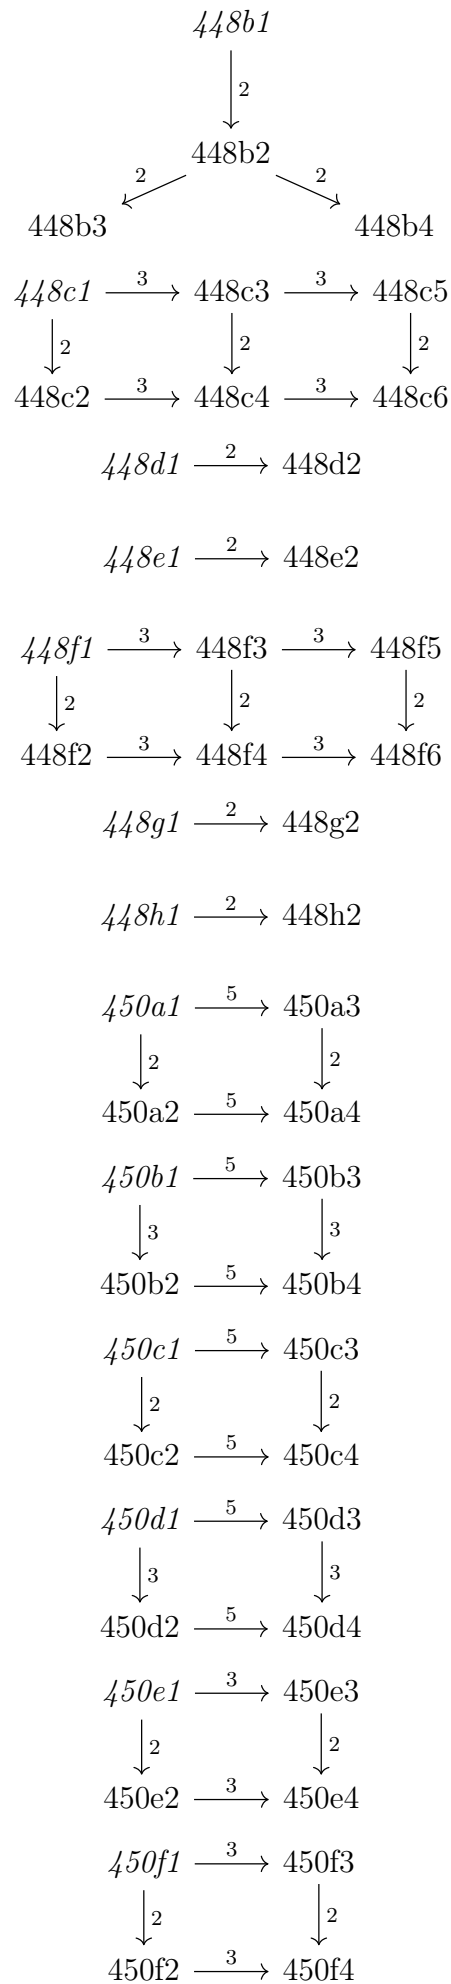 448b1
2
448b2
2 2
448b3 448b4
448c1 3 448c3 3 448c5
2 2 2
448c2 3 448c4 3 448c6
448d1 2 448d2
448e1 2 448e2
448f1 3 448f3 3 448f5
2 2 2
448f2 3 448f4 3 448f6
448g1 2 448g2
448h1 2 448h2
450a1 5 450a3
2 2
450a2 5 450a4
450b1 5 450b3
3 3
450b2 5 450b4
450c1 5 450c3
2 2
450c2 5 450c4
450d1 5 450d3
3 3
450d2 5 450d4
450e1 3 450e3
2 2
450e2 3 450e4
450f1 3 450f3
2 2
450f2 3 450f4